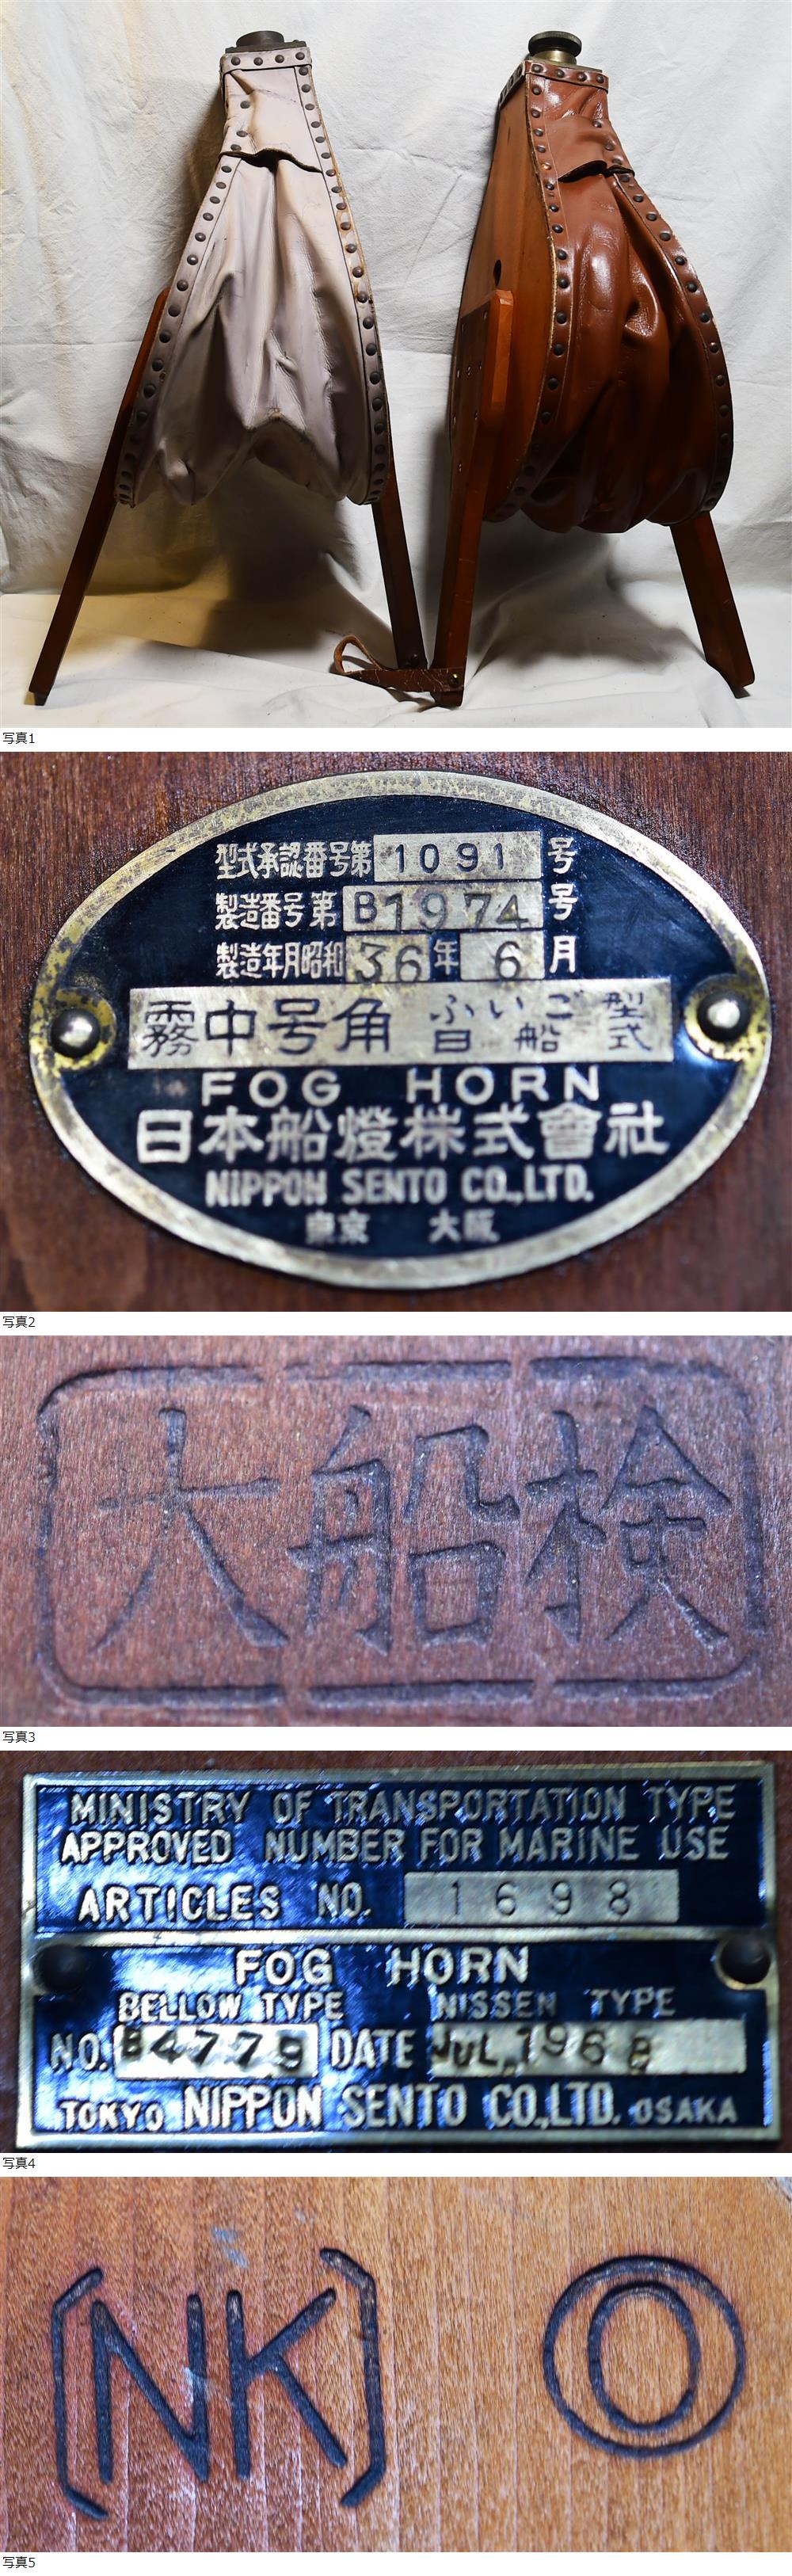 写真1
型式承認番号第 1091 号
製造番号第 B1974 号
製造年月昭和 36 年 6 月
霧中号角 ふいご 日船 型式
FOG HORN
日本船燈株式會社
NIPPON SENTO CO.,LTD.
東京 大阪
写真2
大船検
写真3
MINISTRY OF TRANSPORTATION TYPE
APPROVED NUMBER FOR MARINE USE
ARTICLES NO. 1698
FOG HORN
BELLOW TYPE NISSEN TYPE
NO. B4779 DATE JUL, 1968
TOKYO NIPPON SENTO CO.,LTD. OSAKA
写真4
(NK) O
写真5